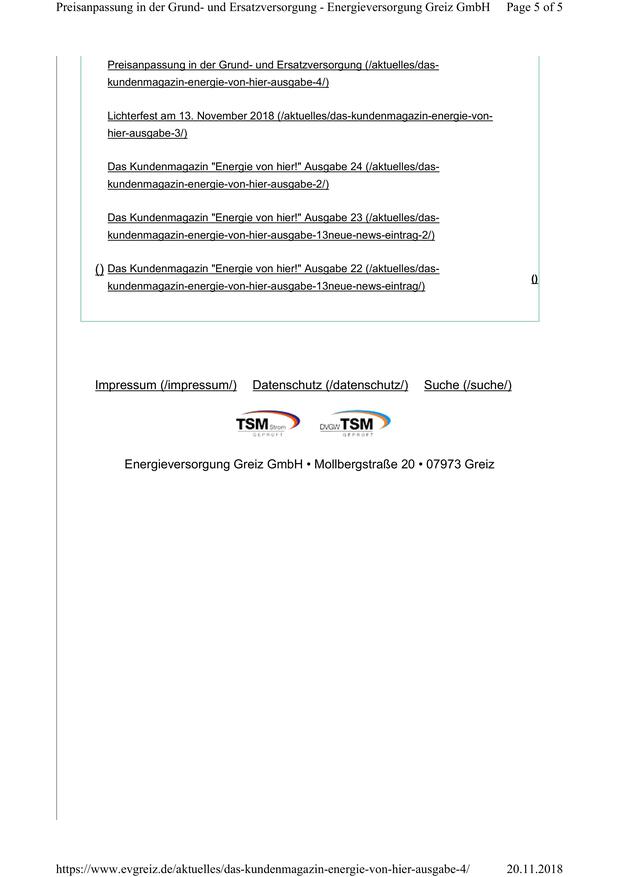 Preisanpassung in der Grund- und Ersatzversorgung - Energieversorgung Greiz GmbH Page 5 of 5
Preisanpassung in der Grund- und Ersatzversorgung (/aktuelles/das-
kundenmagazin-energie-von-hier-ausgabe-4/)
Lichterfest am 13. November 2018 (/aktuelles/das-kundenmagazin-energie-von-
hier-ausgabe-3/)
Das Kundenmagazin "Energie von hier!" Ausgabe 24 (/aktuelles/das-
kundenmagazin-energie-von-hier-ausgabe-2/)
Das Kundenmagazin "Energie von hier!" Ausgabe 23 (/aktuelles/das-
kundenmagazin-energie-von-hier-ausgabe-13neue-news-eintrag-2/)
() Das Kundenmagazin "Energie von hier!" Ausgabe 22 (/aktuelles/das-
kundenmagazin-energie-von-hier-ausgabe-13neue-news-eintrag/)
()
Impressum (/impressum/) Datenschutz (/datenschutz/) Suche (/suche/)
TSM Strom DVGW TSM
GEPRÜFT GEPRÜFT
Energieversorgung Greiz GmbH • Mollbergstraße 20 • 07973 Greiz
https://www.evgreiz.de/aktuelles/das-kundenmagazin-energie-von-hier-ausgabe-4/ 20.11.2018